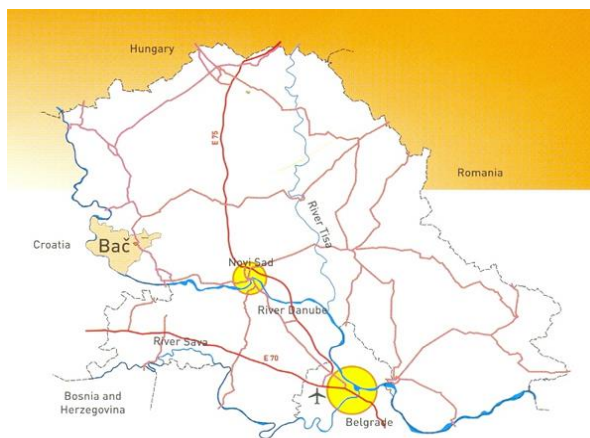 Hungary
E 75
Romania
River Tisa
Croatia
Bač
Novi Sad
River Danube
River Sava
E 70
Bosnia and
Herzegovina
Belgrade